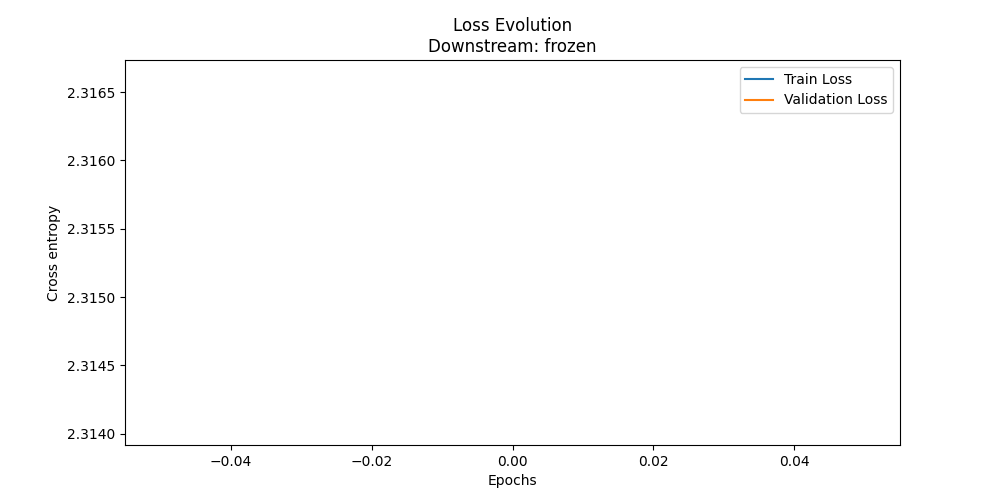 Loss Evolution
Downstream: frozen
Train Loss
Validation Loss
2.3165
2.3160
2.3155
2.3150
2.3145
2.3140
Cross entropy
−0.04
−0.02
0.00
0.02
0.04
Epochs